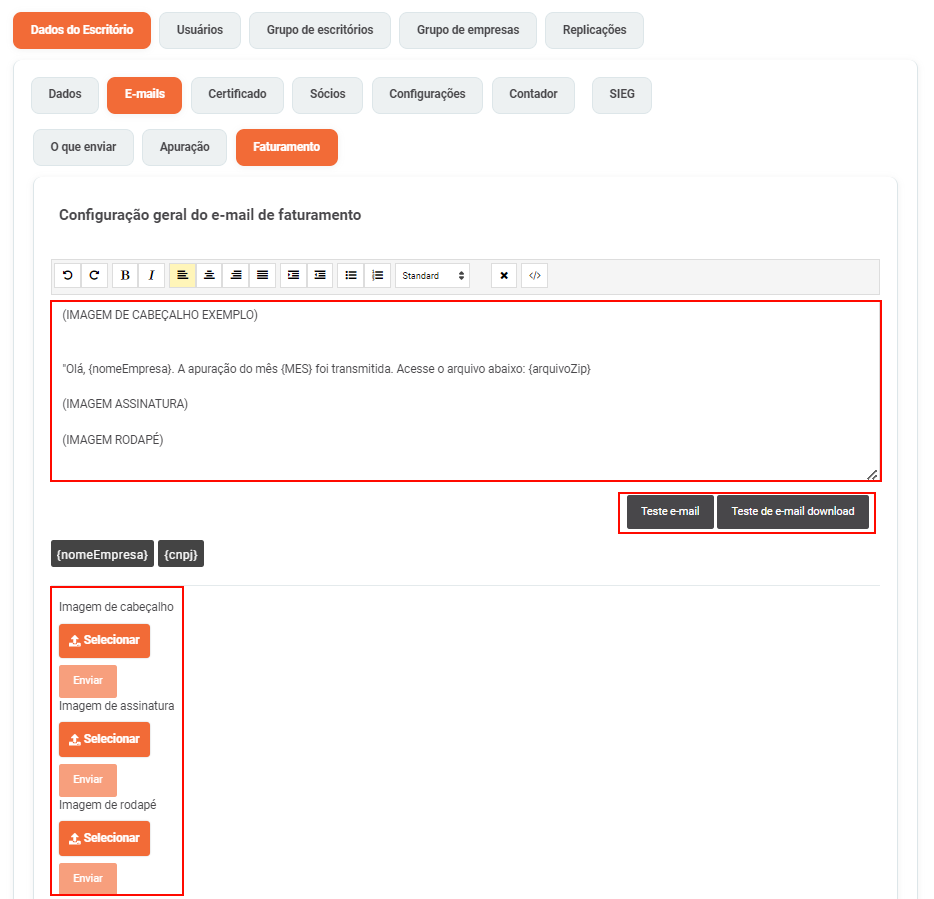 Dados do Escritório Usuários Grupo de escritórios Grupo de empresas Replicações
Dados E-mails Certificado Sócios Configurações Contador SIEG
O que enviar Apuração Faturamento
Configuração geral do e-mail de faturamento
B I Standard </>
(IMAGEM DE CABEÇALHO EXEMPLO)
"Olá, {nomeEmpresa}. A apuração do mês {MES} foi transmitida. Acesse o arquivo abaixo: {arquivoZip}
(IMAGEM ASSINATURA)
(IMAGEM RODAPÉ)
Teste e-mail Teste de e-mail download
{nomeEmpresa} {cnpj}
Imagem de cabeçalho
Selecionar
Enviar
Imagem de assinatura
Selecionar
Enviar
Imagem de rodapé
Selecionar
Enviar